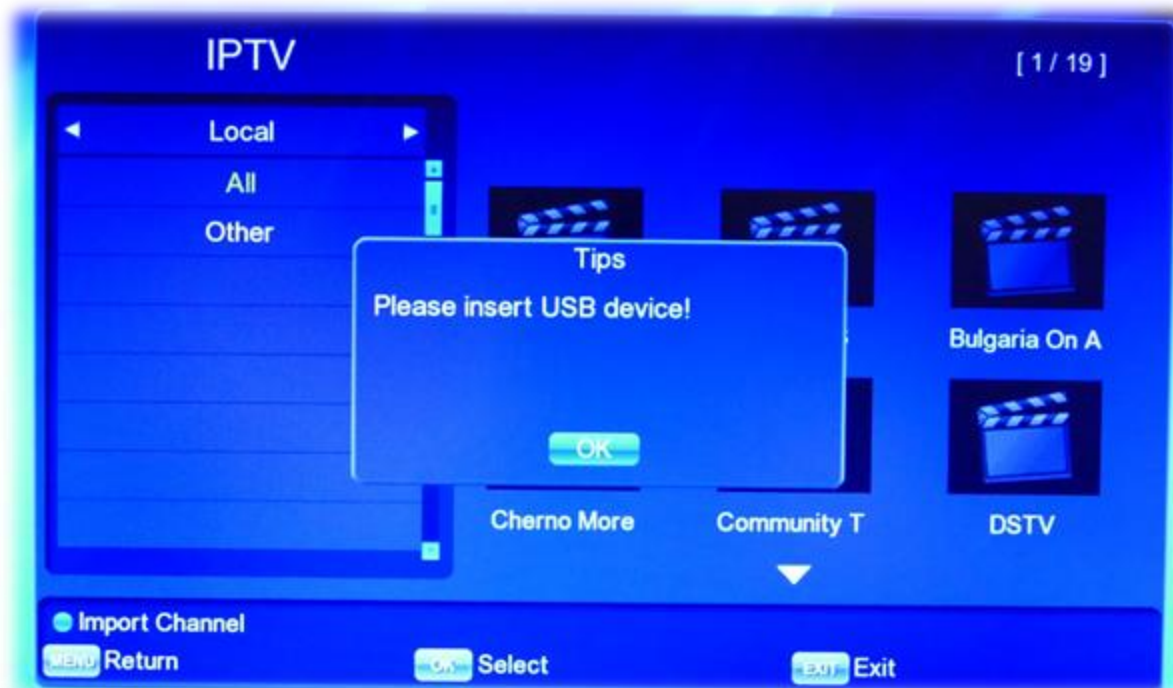 IPTV
[ 1 / 19 ]
Local
All
Other
Tips
Please insert USB device!
OK
Bulgaria On A
Cherno More
Community T
DSTV
Import Channel
MENU Return
OK Select
EXIT Exit